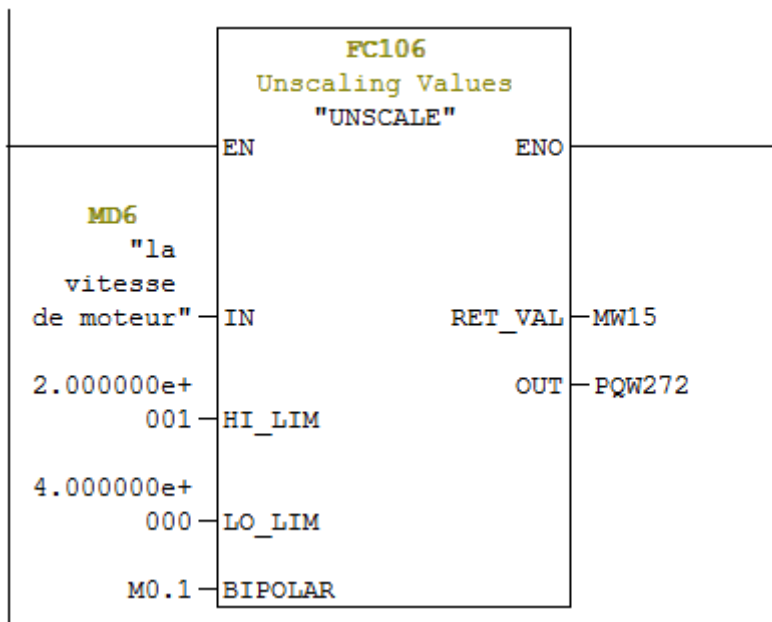 FC106
Unscaling Values
"UNSCALE"
EN ENO
MD6
"la
vitesse
de moteur" IN RET_VAL MW15
2.000000e+ OUT PQW272
001 HI_LIM
4.000000e+
000 LO_LIM
M0.1 BIPOLAR